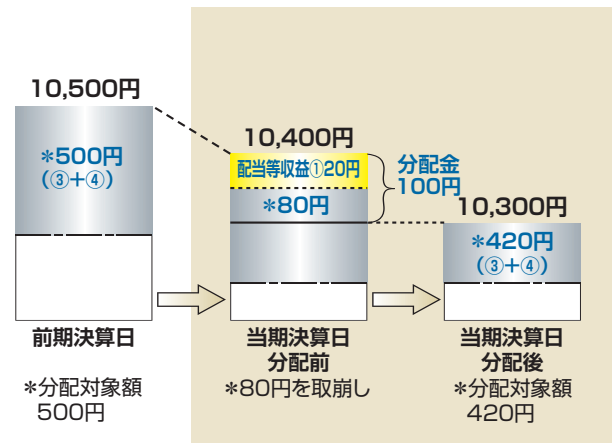 10,500円
*500円
(③+④)
前期決算日
*分配対象額
500円
10,400円
配当等収益①20円
*80円
分配金
100円
当期決算日
分配前
*80円を取崩し
10,300円
*420円
(③+④)
当期決算日
分配後
*分配対象額
420円